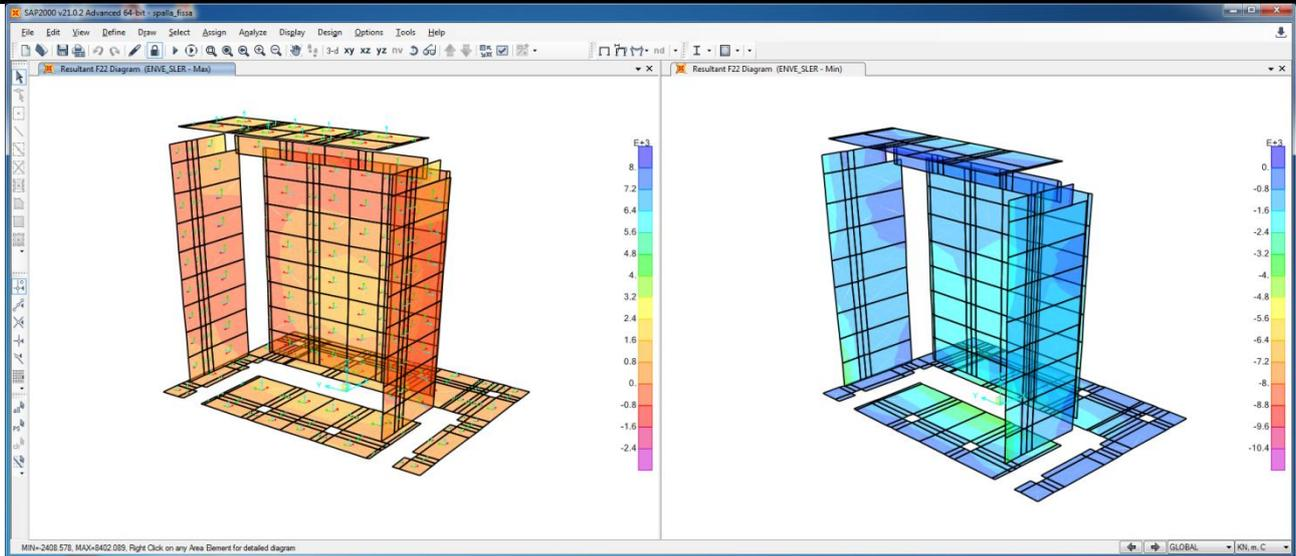 SAP2000 v21.0.2 Advanced 64-bit - spalla_fissa
File Edit View Define Draw Select Assign Analyze Display Design Options Tools Help
3-d xy xz yz nv nd
Resultant F22 Diagram (ENVE_SLER - Max)
Resultant F22 Diagram (ENVE_SLER - Min)
E+3
8.
7.2
6.4
5.6
4.8
4.
3.2
2.4
1.6
0.8
0.
-0.8
-1.6
-2.4
Y
E+3
0.
-0.8
-1.6
-2.4
-3.2
-4.
-4.8
-5.6
-6.4
-7.2
-8.
-8.8
-9.6
-10.4
Y
all
PS
clr
MIN=-2408.578, MAX=8402.089, Right Click on any Area Element for detailed diagram
GLOBAL
KN, m, C